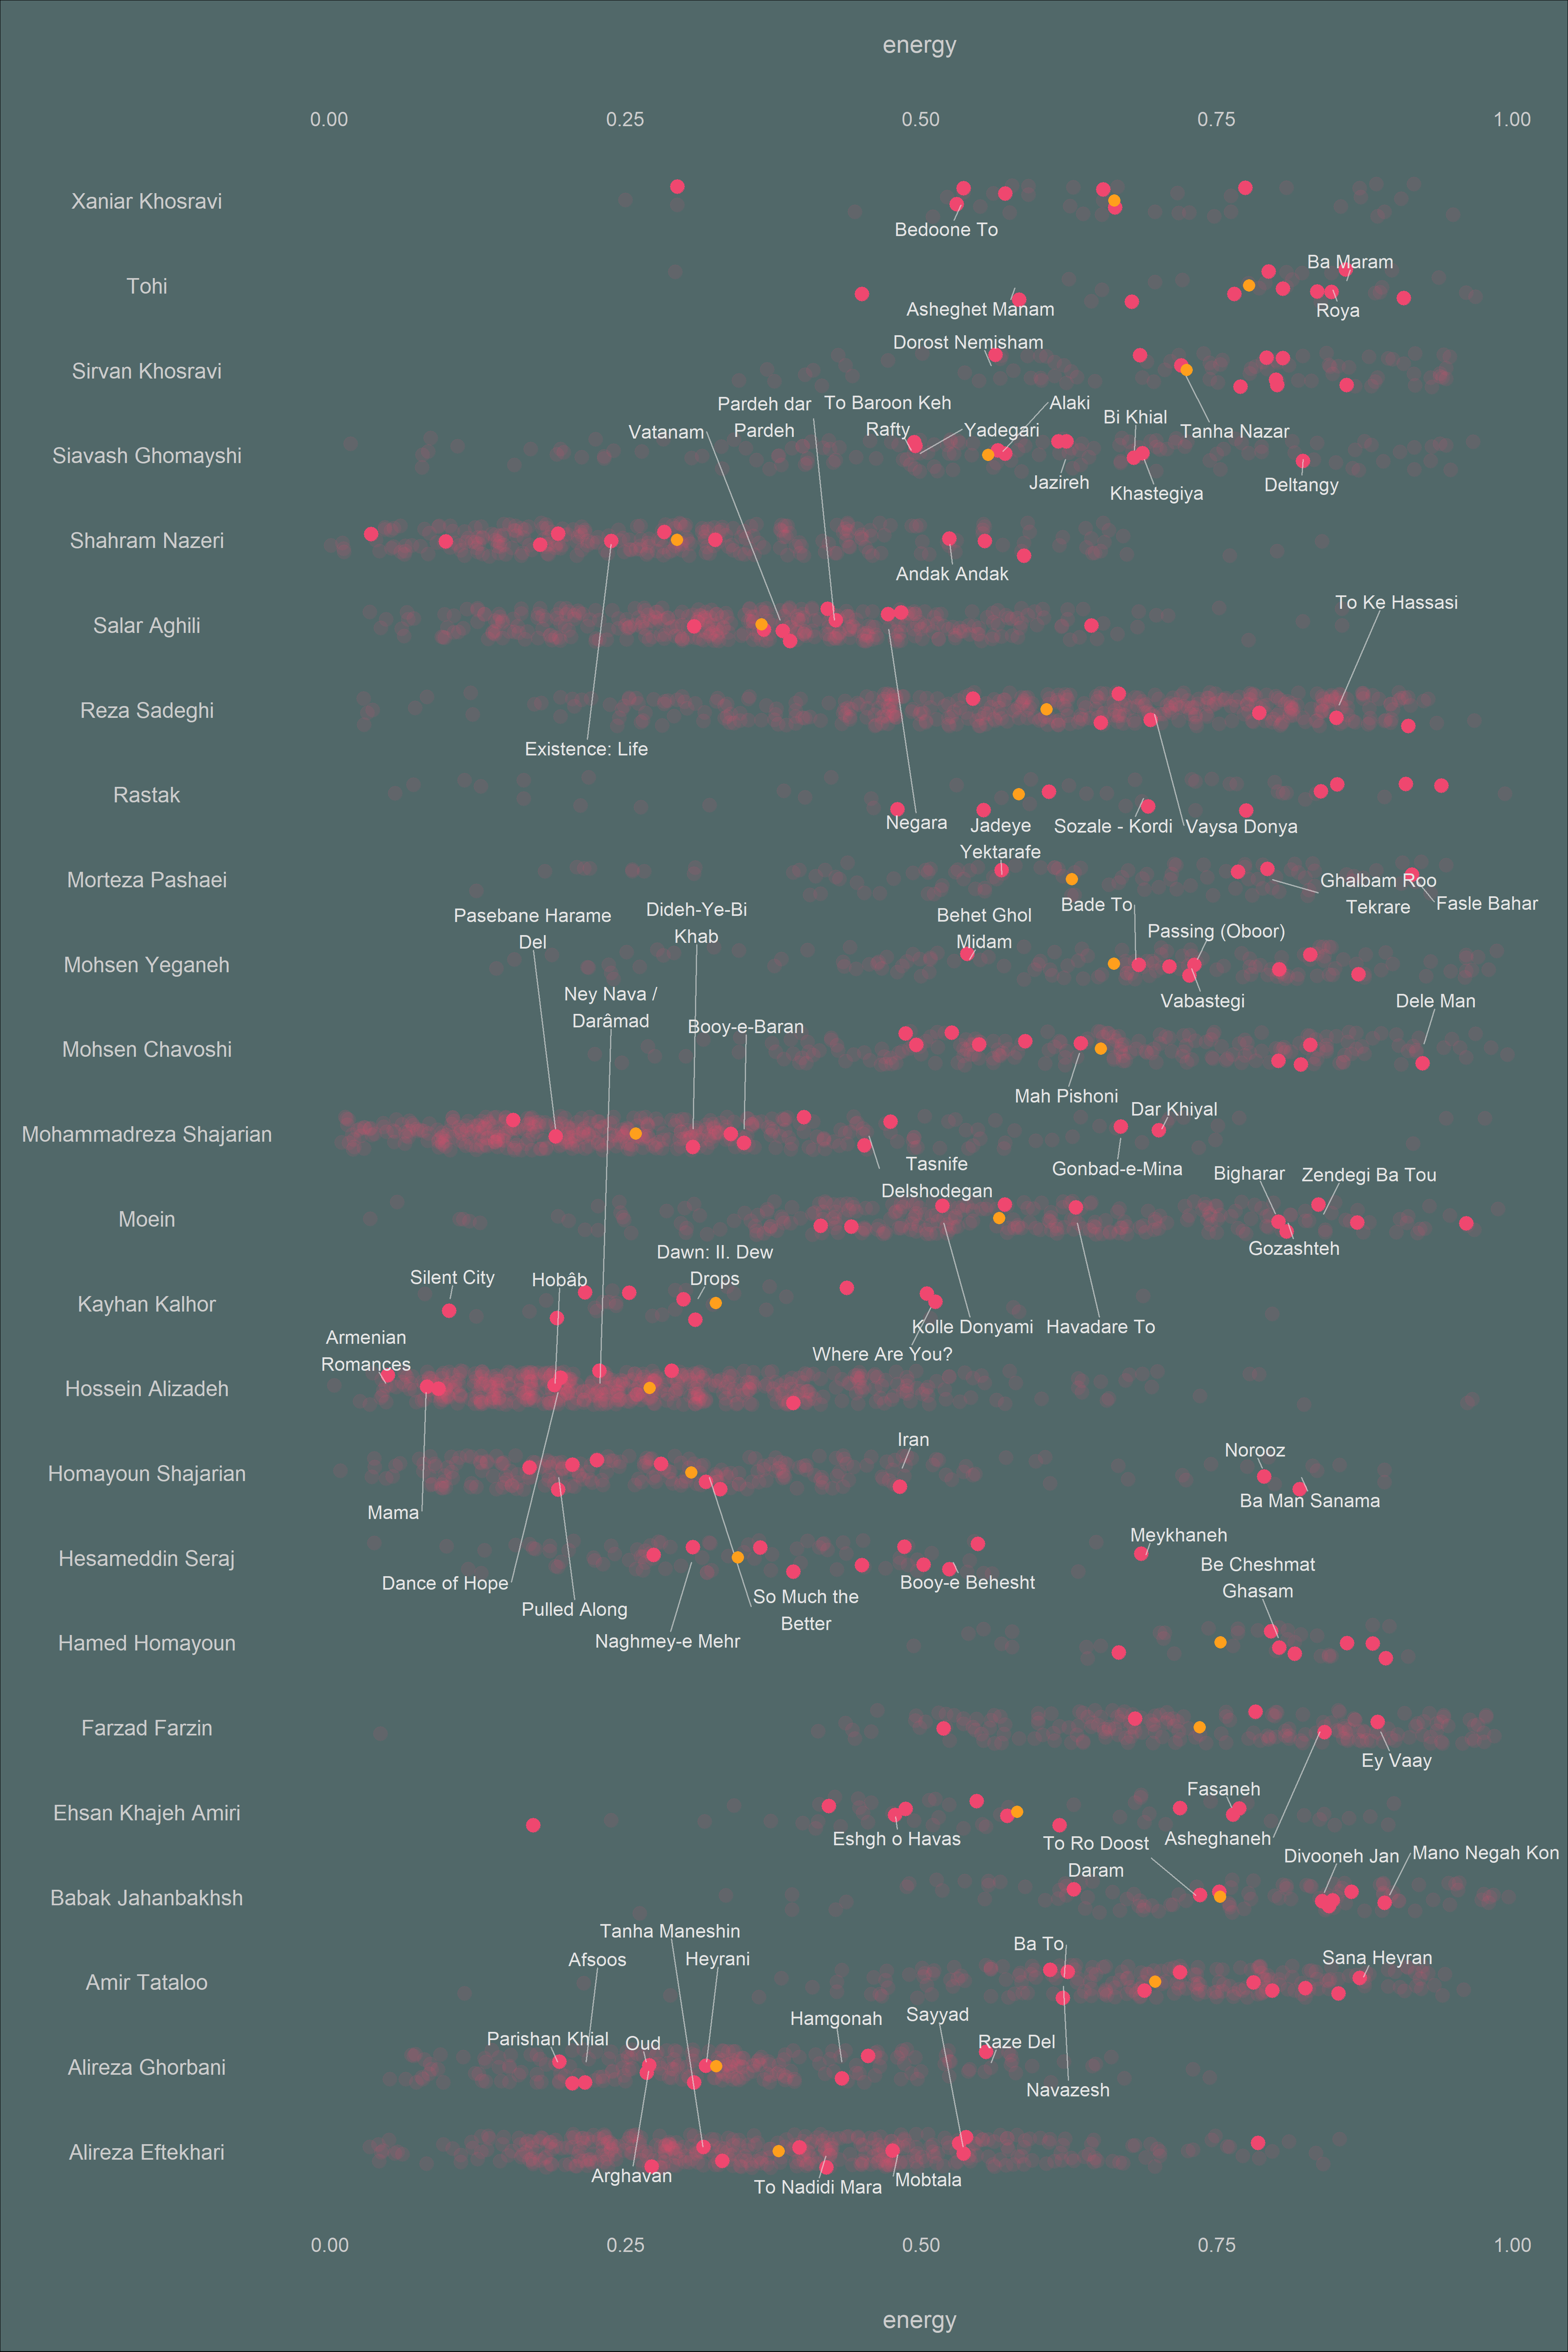 energy
0.00 0.25 0.50 0.75 1.00
Xaniar Khosravi
Bedoone To
Tohi
Ba Maram
Asheghet Manam
Roya
Dorost Nemisham
Sirvan Khosravi
Tanha Nazar
Pardeh dar
Pardeh
To Baroon Keh
Rafty
Alaki
Vatanam
Yadegari
Bi Khial
Siavash Ghomayshi
Jazireh
Khastegiya
Deltangy
Shahram Nazeri
Andak Andak
Salar Aghili
To Ke Hassasi
Reza Sadeghi
Existence: Life
Rastak
Negara
Jadeye
Yektarafe
Sozale - Kordi
Vaysa Donya
Morteza Pashaei
Ghalbam Roo
Tekrare
Fasle Bahar
Pasebane Harame
Del
Dideh-Ye-Bi
Khab
Behet Ghol
Midam
Bade To
Passing (Oboor)
Mohsen Yeganeh
Vabastegi
Ney Nava /
Darâmad
Booy-e-Baran
Dele Man
Mohsen Chavoshi
Mah Pishoni
Dar Khiyal
Mohammadreza Shajarian
Tasnife
Delshodegan
Gonbad-e-Mina
Bigharar
Zendegi Ba Tou
Moein
Gozashteh
Silent City
Hobâb
Dawn: II. Dew
Drops
Kayhan Kalhor
Kolle Donyami
Havadare To
Where Are You?
Armenian
Romances
Hossein Alizadeh
Mama
Iran
Norooz
Homayoun Shajarian
Ba Man Sanama
Meykhaneh
Hesameddin Seraj
Dance of Hope
Booy-e Behesht
Be Cheshmat
Ghasam
Pulled Along
So Much the
Better
Naghmey-e Mehr
Hamed Homayoun
Farzad Farzin
Ey Vaay
Fasaneh
Ehsan Khajeh Amiri
Eshgh o Havas
Asheghaneh
To Ro Doost
Daram
Divooneh Jan
Mano Negah Kon
Babak Jahanbakhsh
Tanha Maneshin
Afsoos
Heyrani
Ba To
Sana Heyran
Amir Tataloo
Parishan Khial
Oud
Hamgonah
Sayyad
Raze Del
Alireza Ghorbani
Navazesh
Alireza Eftekhari
Arghavan
To Nadidi Mara
Mobtala
0.00 0.25 0.50 0.75 1.00
energy